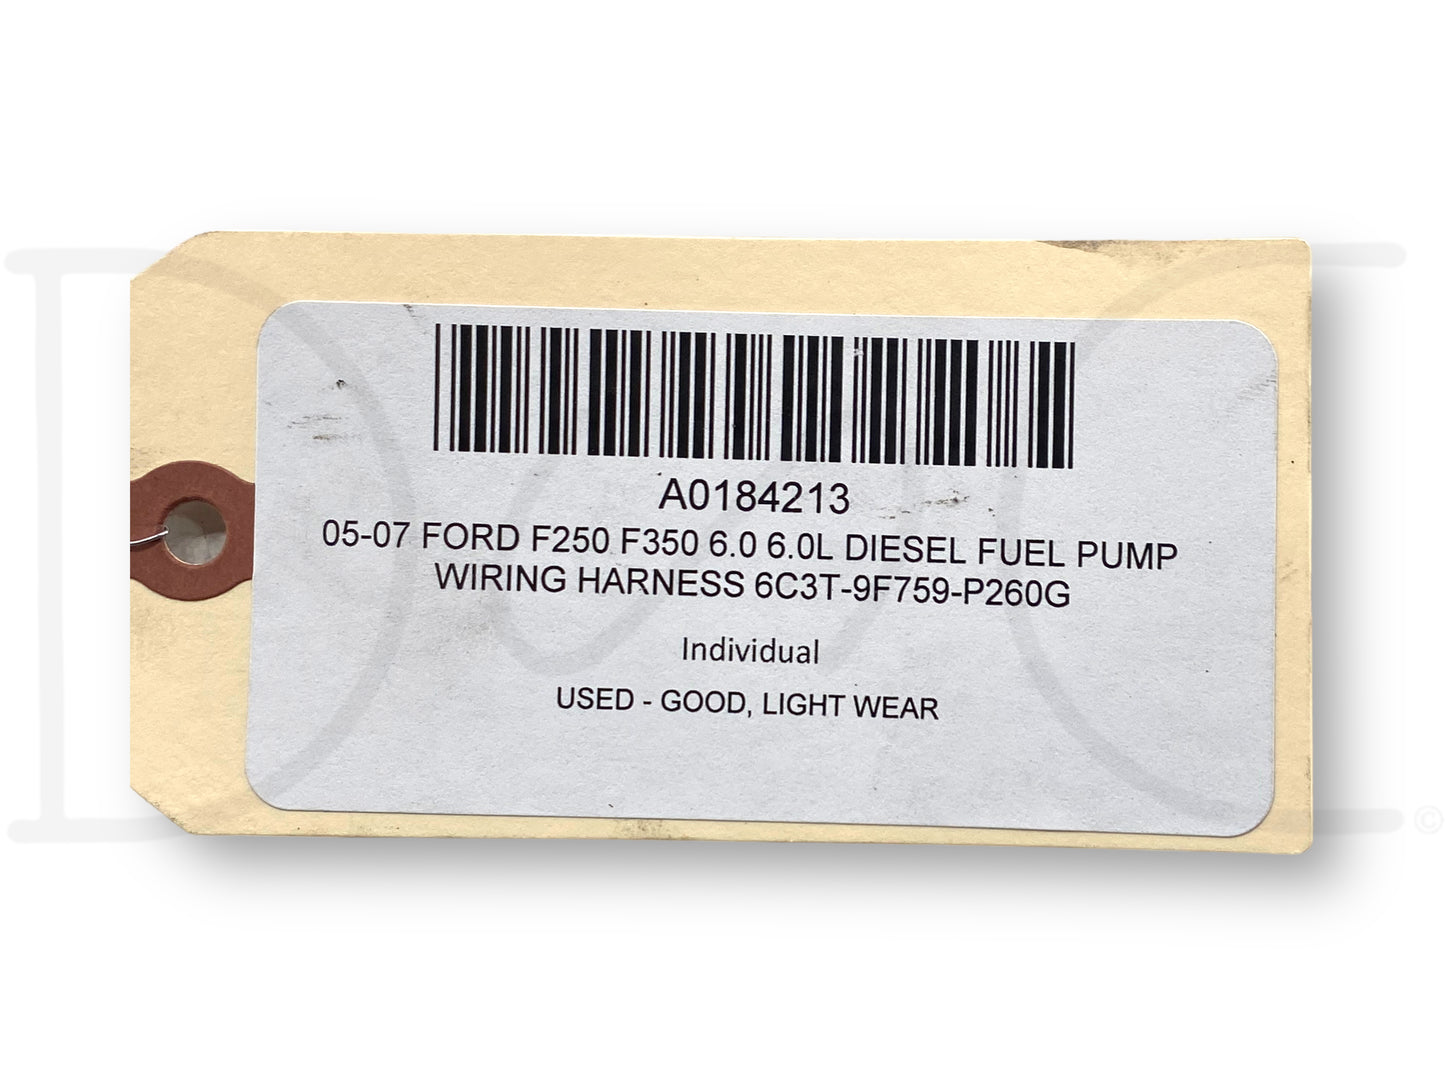 A0184213
05-07 FORD F250 F350 6.0 6.0L DIESEL FUEL PUMP
WIRING HARNESS 6C3T-9F759-P260G
Individual
USED - GOOD, LIGHT WEAR
©